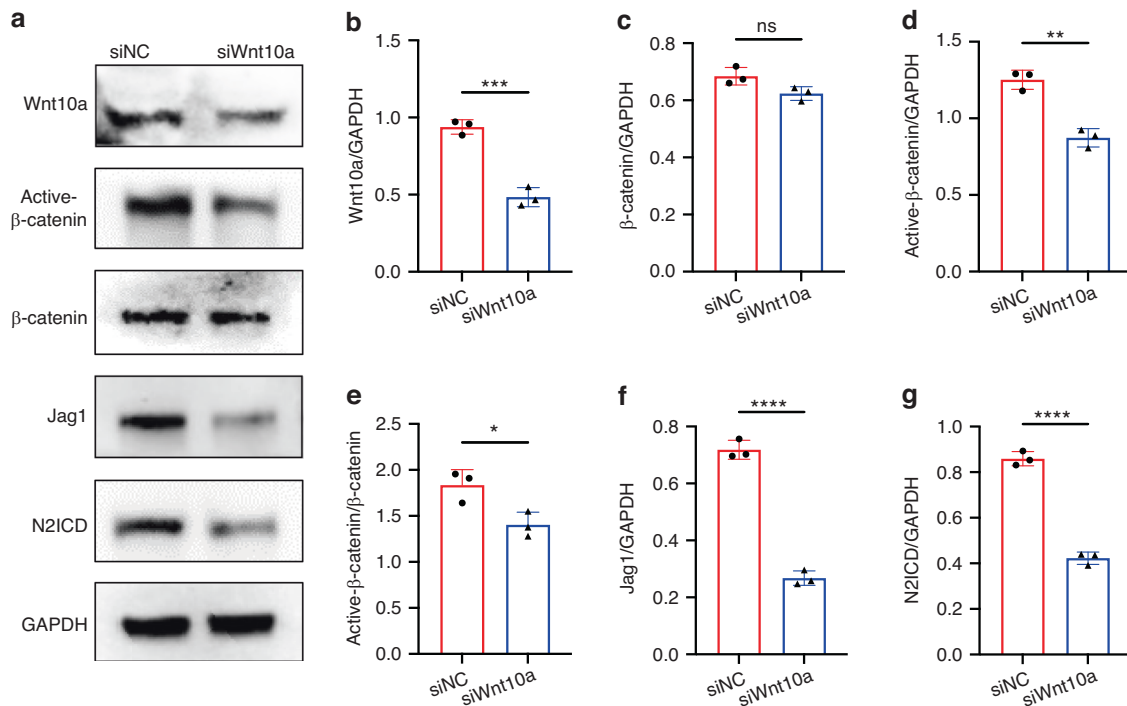 a
siNC siWnt10a
Wnt10a
Active-
β-catenin
β-catenin
Jag1
N2ICD
GAPDH
b
***
Wnt10a/GAPDH
1.5
1.0
0.5
0.0
siNC
siWnt10a
c
ns
β-catenin/GAPDH
0.8
0.6
0.4
0.2
0.0
siNC
siWnt10a
d
**
Active-β-catenin/GAPDH
1.5
1.0
0.5
0.0
siNC
siWnt10a
e
*
Active-β-catenin/β-catenin
2.5
2.0
1.5
1.0
0.5
0.0
siNC
siWnt10a
f
****
Jag1/GAPDH
0.8
0.6
0.4
0.2
0.0
siNC
siWnt10a
g
****
N2ICD/GAPDH
1.0
0.8
0.6
0.4
0.2
0.0
siNC
siWnt10a